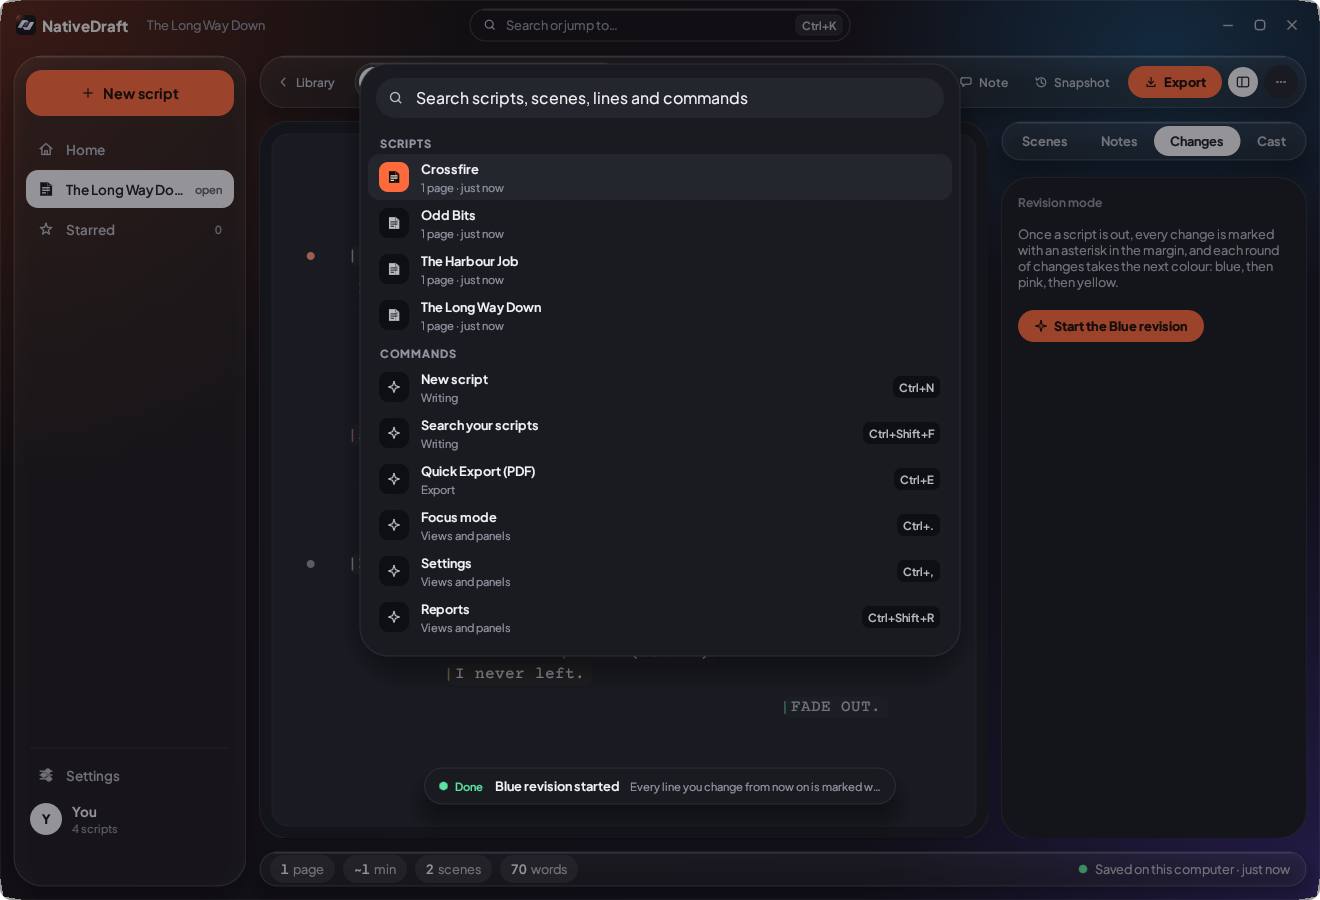 NativeDraft
The Long Way Down
Search or jump to...
Ctrl+K
New script
Home
The Long Way Do...
open
Starred
0
Settings
Y
You
4 scripts
Library
Note
Snapshot
Export
Search scripts, scenes, lines and commands
SCRIPTS
Crossfire
1 page · just now
Odd Bits
1 page · just now
The Harbour Job
1 page · just now
The Long Way Down
1 page · just now
COMMANDS
New script
Writing
Ctrl+N
Search your scripts
Writing
Ctrl+Shift+F
Quick Export (PDF)
Export
Ctrl+E
Focus mode
Views and panels
Ctrl+.
Settings
Views and panels
Ctrl+,
Reports
Views and panels
Ctrl+Shift+R
I never left.
FADE OUT.
Done
Blue revision started
Every line you change from now on is marked w...
Scenes
Notes
Changes
Cast
Revision mode
Once a script is out, every change is marked
with an asterisk in the margin, and each round
of changes takes the next colour: blue, then
pink, then yellow.
Start the Blue revision
1 page
~1 min
2 scenes
70 words
Saved on this computer · just now